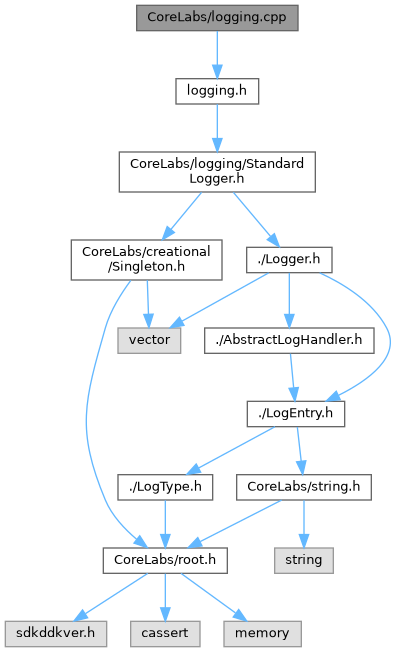 CoreLabs/logging.cpp
logging.h
CoreLabs/logging/Standard
Logger.h
CoreLabs/creational
/Singleton.h
./Logger.h
vector
./AbstractLogHandler.h
./LogEntry.h
./LogType.h
CoreLabs/string.h
CoreLabs/root.h
string
sdkddkver.h
cassert
memory